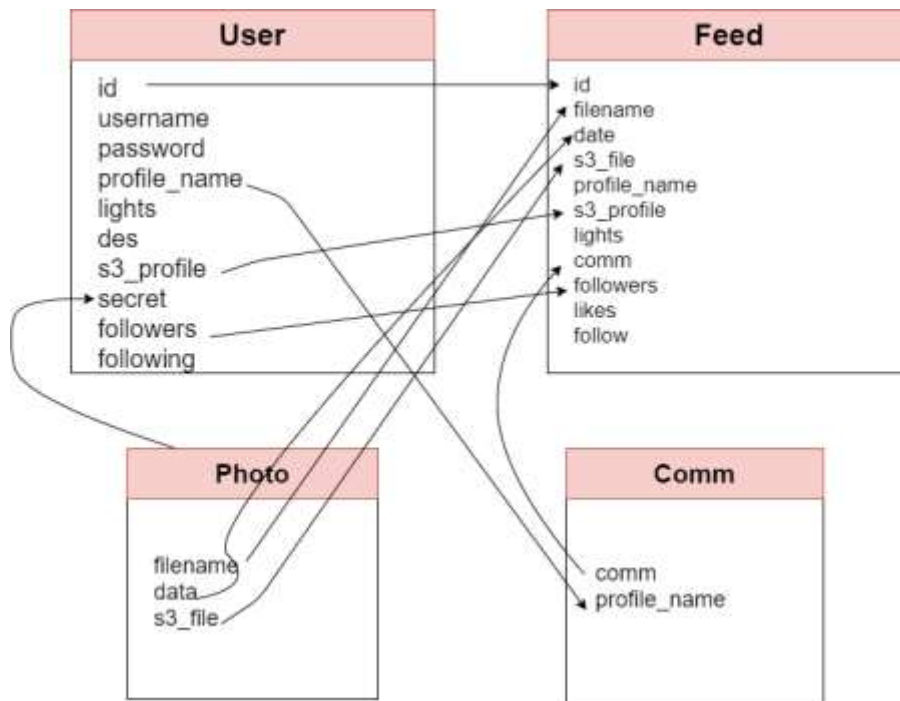 User
id
username
password
profile_name
lights
des
s3_profile
secret
followers
following
Feed
id
filename
date
s3_file
profile_name
s3_profile
lights
comm
followers
likes
follow
Photo
filename
data
s3_file
Comm
comm
profile_name